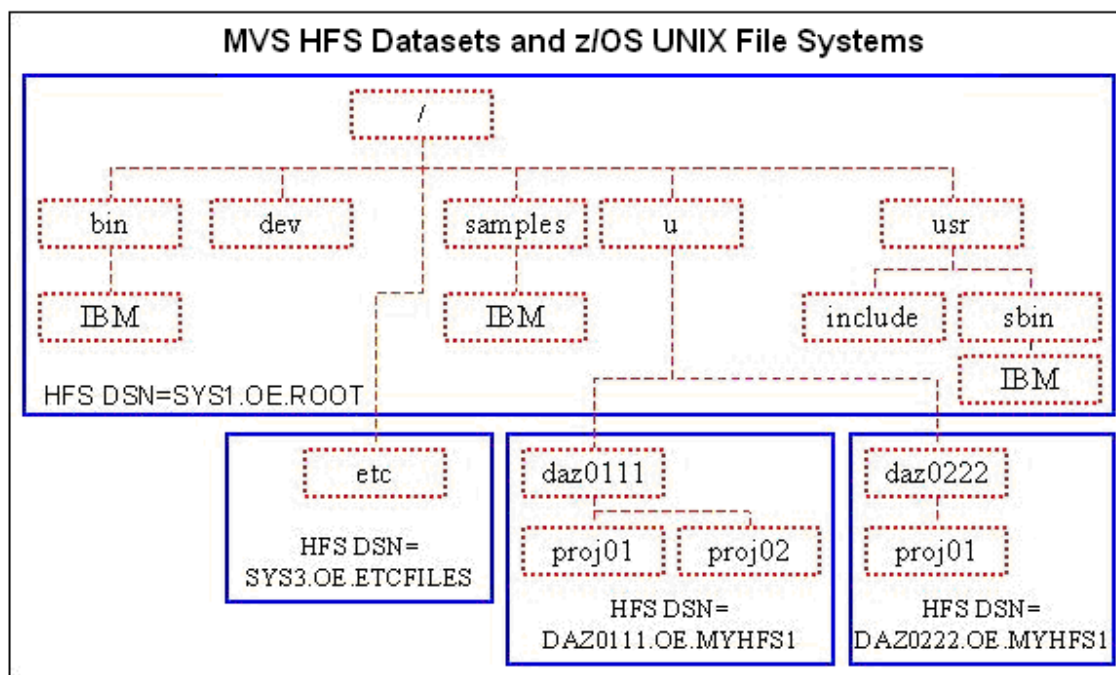 MVS HFS Datasets and z/OS UNIX File Systems
/
bin
dev
samples
u
usr
IBM
IBM
include
sbin
IBM
HFS DSN=SYS1.OE.ROOT
etc
HFS DSN=
SYS3.OE.ETCFILES
daz0111
proj01
proj02
HFS DSN=
DAZ0111.OE.MYHFS1
daz0222
proj01
HFS DSN=
DAZ0222.OE.MYHFS1